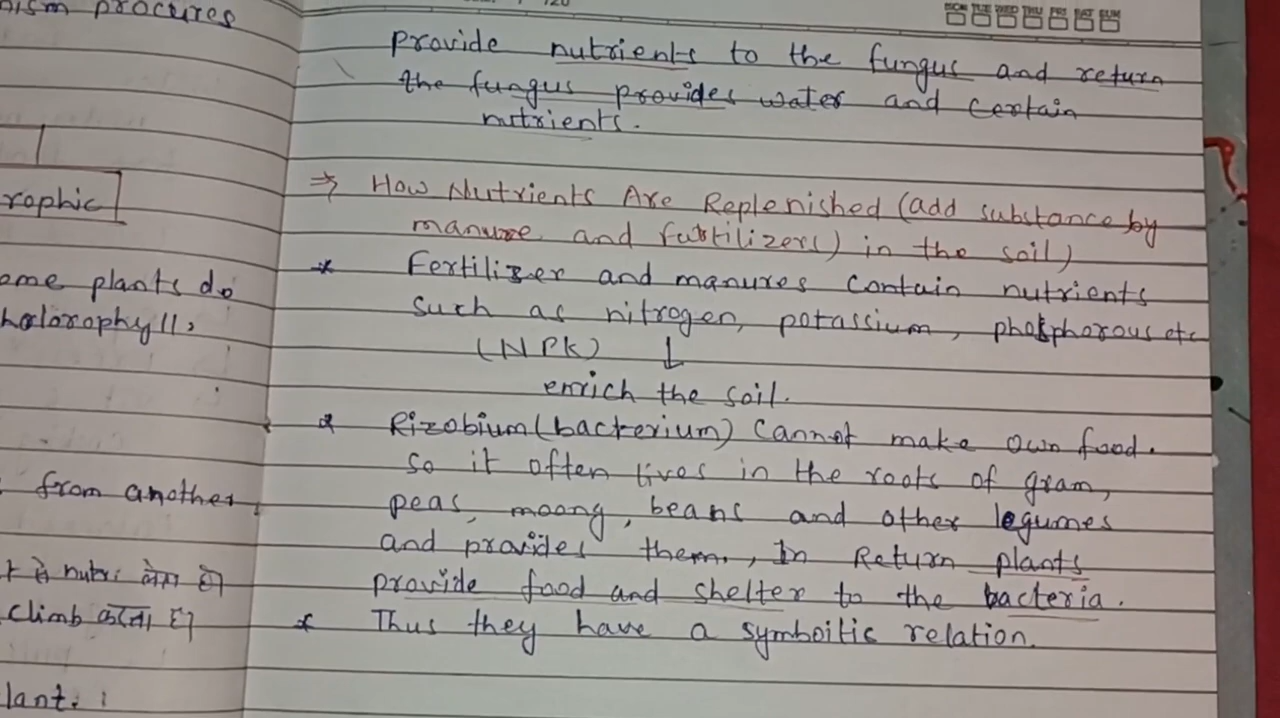 nism procures
rophic
ome plants do
holorophyll,
from another
climb करता है
lant.
120
MON TUE WED THU FRI SAT SUN
provide nutrients to the fungus and return
the fungus provides water and certain
nutrients.
⇒ How Nutrients Are Replenished (add substance by
manure and fertilizers) in the soil)
* Fertilizer and manures contain nutrients
such as nitrogen, potassium, phosphorous etc
(NPK) ↓
enrich the soil.
* Rizobium (bacterium) cannot make own food.
so it often lives in the roots of gram,
peas, moong, beans and other legumes
and provides them., In Return plants
provide food and shelter to the bacteria.
* Thus they have a symboitic relation.